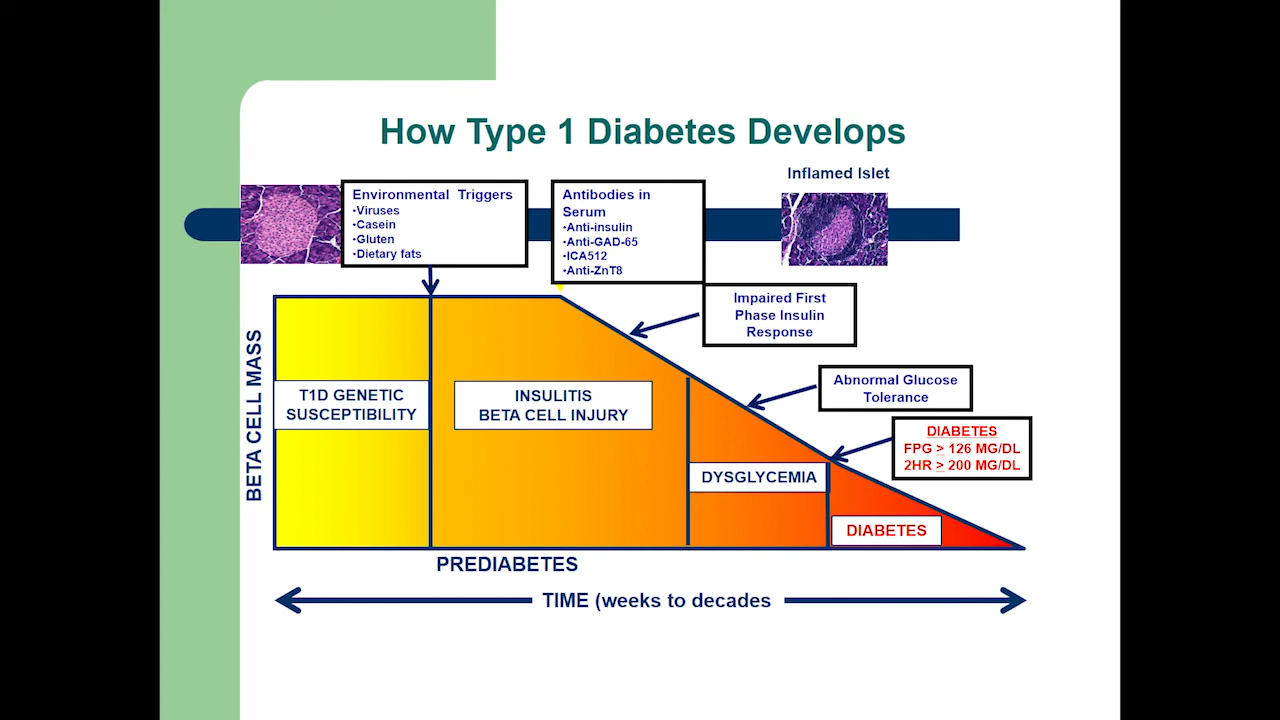 How Type 1 Diabetes Develops
Inflamed Islet
Environmental Triggers
•Viruses
•Casein
•Gluten
•Dietary fats
Antibodies in
Serum
•Anti-insulin
•Anti-GAD-65
•ICA512
•Anti-ZnT8
Impaired First
Phase Insulin
Response
Abnormal Glucose
Tolerance
DIABETES
FPG ≥ 126 MG/DL
2HR ≥ 200 MG/DL
BETA CELL MASS
T1D GENETIC
SUSCEPTIBILITY
INSULITIS
BETA CELL INJURY
DYSGLYCEMIA
DIABETES
PREDIABETES
TIME (weeks to decades